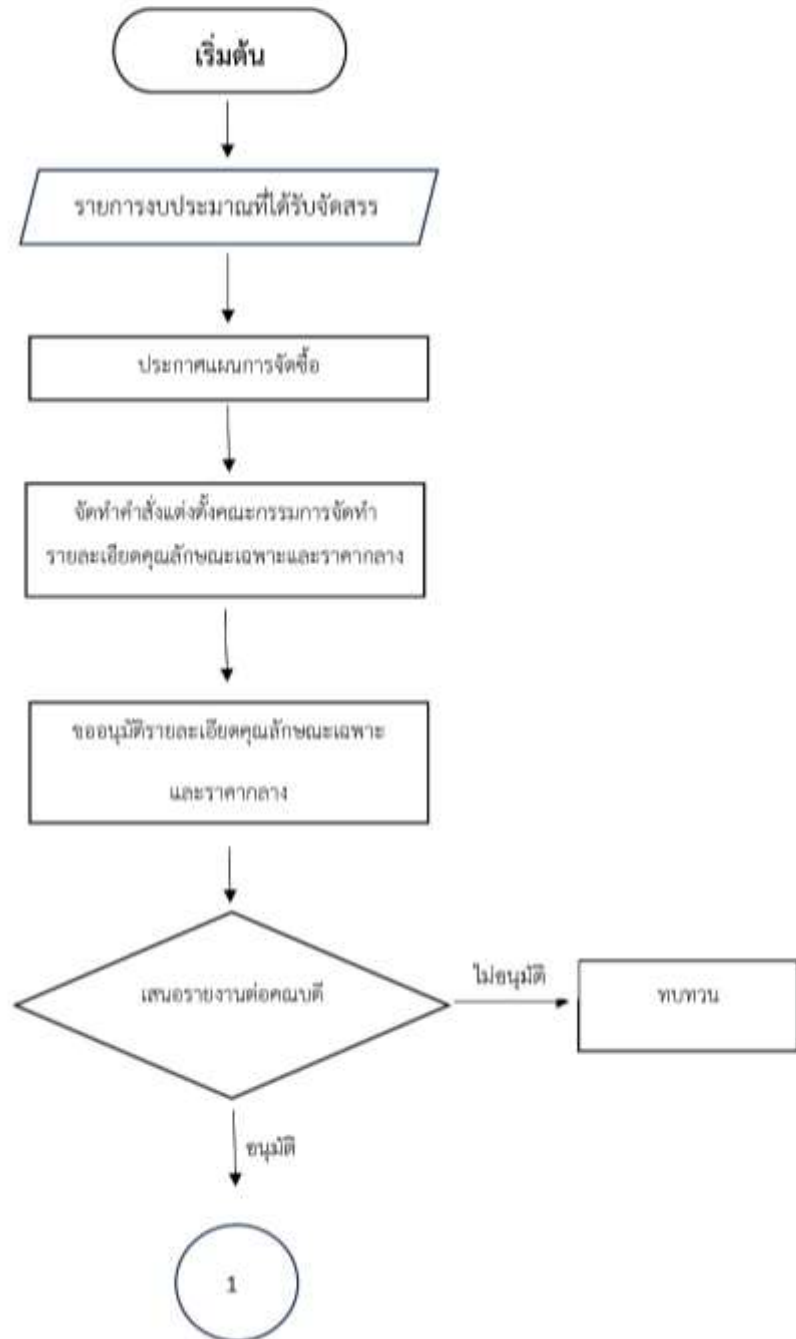 เริ่มต้น
รายการงบประมาณที่ได้รับจัดสรร
ประกาศแผนการจัดซื้อ
จัดทำคำสั่งแต่งตั้งคณะกรรมการจัดทำ
รายละเอียดคุณลักษณะเฉพาะและราคากลาง
ขออนุมัติรายละเอียดคุณลักษณะเฉพาะ
และราคากลาง
เสนอรายงานต่อคณบดี
ไม่อนุมัติ
ทบทวน
อนุมัติ
1